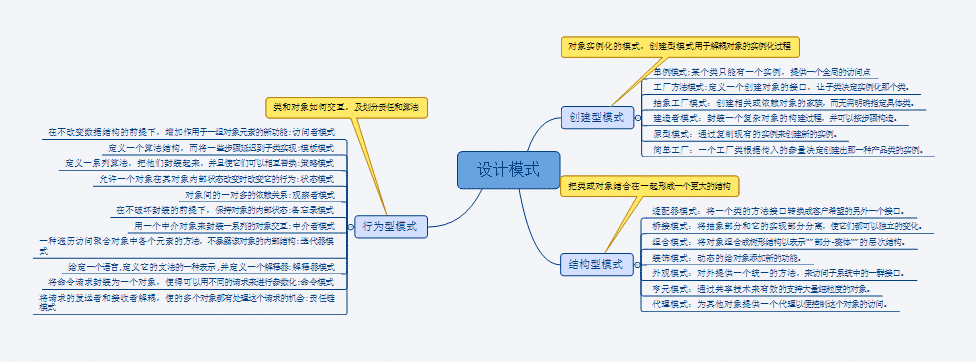 设计模式
创建型模式
对象实例化的模式，创建型模式用于解耦对象的实例化过程
单例模式:某个类只能有一个实例，提供一个全局的访问点
工厂方法模式:定义一个创建对象的接口，让子类决定实例化那个类。
抽象工厂模式：创建相关或依赖对象的家族，而无需明确指定具体类。
建造者模式：封装一个复杂对象的构建过程，并可以按步骤构造。
原型模式：通过复制现有的实例来创建新的实例。
简单工厂：一个工厂类根据传入的参量决定创建出那一种产品类的实例。
结构型模式
把类或对象结合在一起形成一个更大的结构
适配器模式：将一个类的方法接口转换成客户希望的另外一个接口。
桥接模式：将抽象部分和它的实现部分分离，使它们都可以独立的变化。
组合模式：将对象组合成树形结构以表示""部分-整体""的层次结构。
装饰模式：动态的给对象添加新的功能。
外观模式：对外提供一个统一的方法，来访问子系统中的一群接口。
享元模式：通过共享技术来有效的支持大量细粒度的对象。
代理模式：为其他对象提供一个代理以便控制这个对象的访问。
行为型模式
类和对象如何交互，及划分责任和算法
在不改变数据结构的前提下，增加作用于一组对象元素的新功能:访问者模式
定义一个算法结构，而将一些步骤延迟到子类实现:模板模式
定义一系列算法，把他们封装起来，并且使它们可以相互替换:策略模式
允许一个对象在其对象内部状态改变时改变它的行为:状态模式
对象间的一对多的依赖关系:观察者模式
在不破坏封装的前提下，保持对象的内部状态:备忘录模式
用一个中介对象来封装一系列的对象交互:中介者模式
一种遍历访问聚合对象中各个元素的方法，不暴露该对象的内部结构:迭代器模
式
给定一个语言,定义它的文法的一种表示,并定义一个解释器:解释器模式
将命令请求封装为一个对象，使得可以用不同的请求来进行参数化:命令模式
将请求的发送者和接收者解耦，使的多个对象都有处理这个请求的机会:责任链
模式